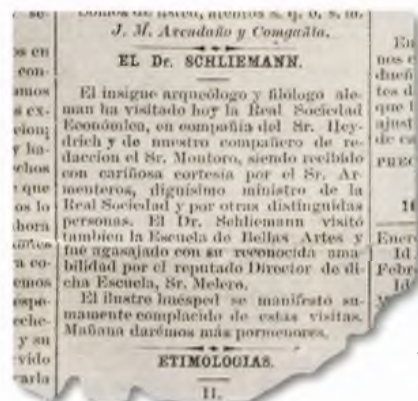 J. M. Avendaño y Compañía.
EL Dr. SCHLIEMANN.
El insigne arqueólogo y filólogo ale-
man ha visitado hoy la Real Sociedad
Económica, en compañia del Sr. Hey-
drich y de nuestro compañero de re-
daccion el Sr. Montoro, siendo recibido
con cariñosa cortesía por el Sr. Ar-
menteros, dignísimo ministro de la
Real Sociedad y por otras distinguidas
personas. El Dr. Schliemann visitó
tambien la Escuela de Bellas Artes y
fué agasajado con su reconocida ama-
bilidad por el reputado Director de di-
cha Escuela, Sr. Melero.
El ilustre huésped se manifestó su-
mamente complacido de estas visitas.
Mañana darémos más pormenores.
ETIMOLOGIAS.
II.